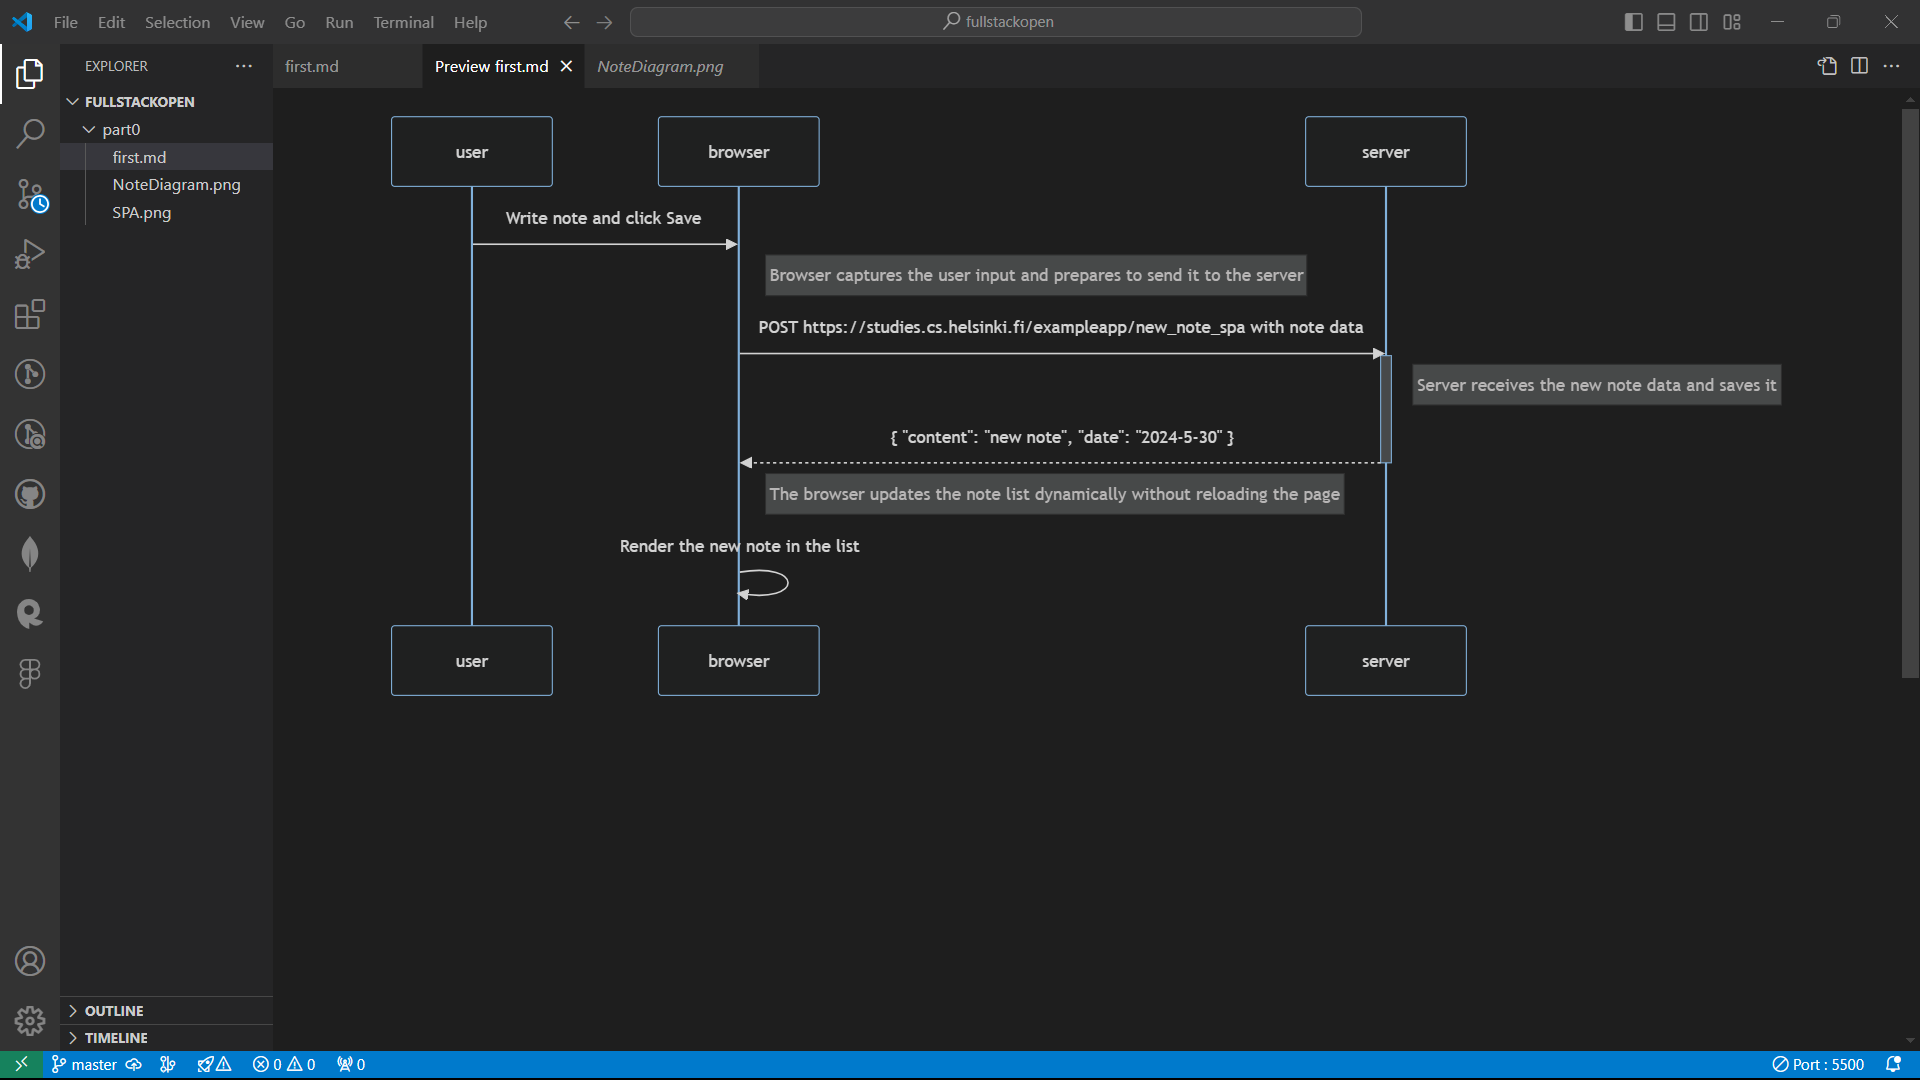 File Edit Selection View Go Run Terminal Help
fullstackopen
EXPLORER
first.md
Preview first.md
NoteDiagram.png
FULLSTACKOPEN
part0
first.md
NoteDiagram.png
SPA.png
user
browser
server
Write note and click Save
Browser captures the user input and prepares to send it to the server
POST https://studies.cs.helsinki.fi/exampleapp/new_note_spa with note data
Server receives the new note data and saves it
{ "content": "new note", "date": "2024-5-30" }
The browser updates the note list dynamically without reloading the page
Render the new note in the list
user
browser
server
OUTLINE
TIMELINE
master
0 0
0
Port : 5500